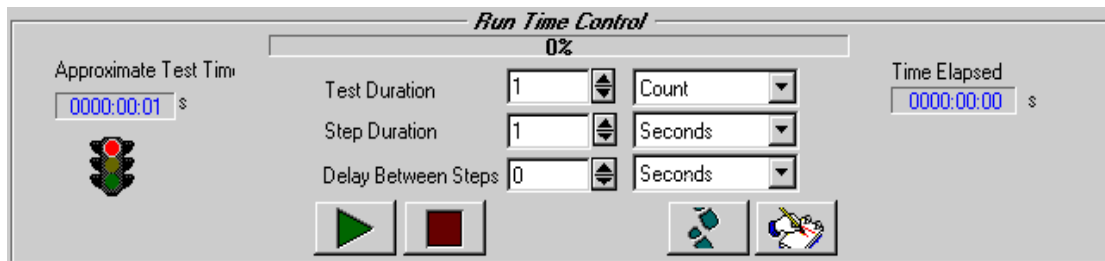 Run Time Control
0%
Approximate Test Tim
0000:00:01 s
Test Duration 1 Count
Step Duration 1 Seconds
Delay Between Steps 0 Seconds
Time Elapsed
0000:00:00 s